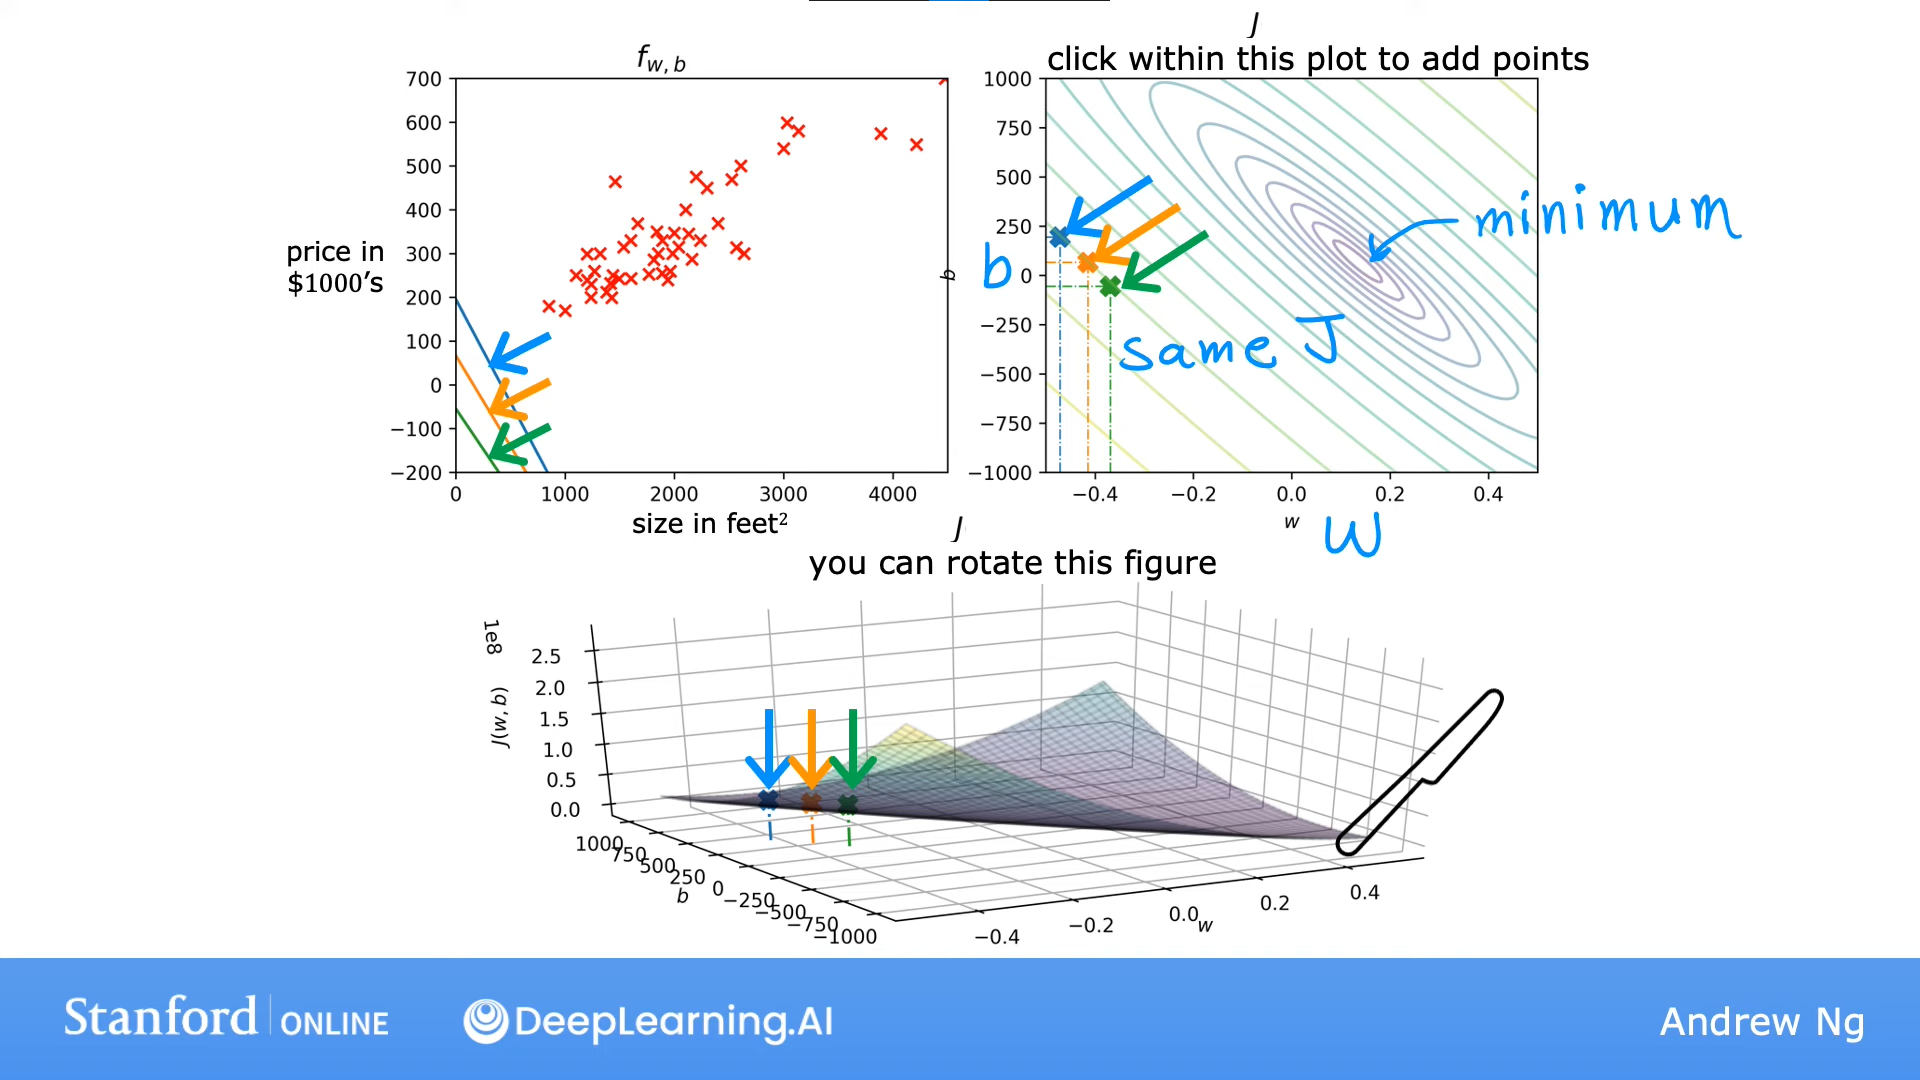 f_{w,b}
700
600
500
400
300
200
100
0
−100
−200
price in
$1000's
0 1000 2000 3000 4000
size in feet²
J
click within this plot to add points
1000
750
500
250
0
−250
−500
−750
−1000
b
b
minimum
same J
−0.4 −0.2 0.0 0.2 0.4
w
W
J
you can rotate this figure
1e8
J(w, b)
2.5
2.0
1.5
1.0
0.5
0.0
1000
750
500
250
0
−250
−500
−750
−1000
b
−0.4
−0.2
0.0
0.2
0.4
w
Stanford ONLINE
DeepLearning.AI
Andrew Ng